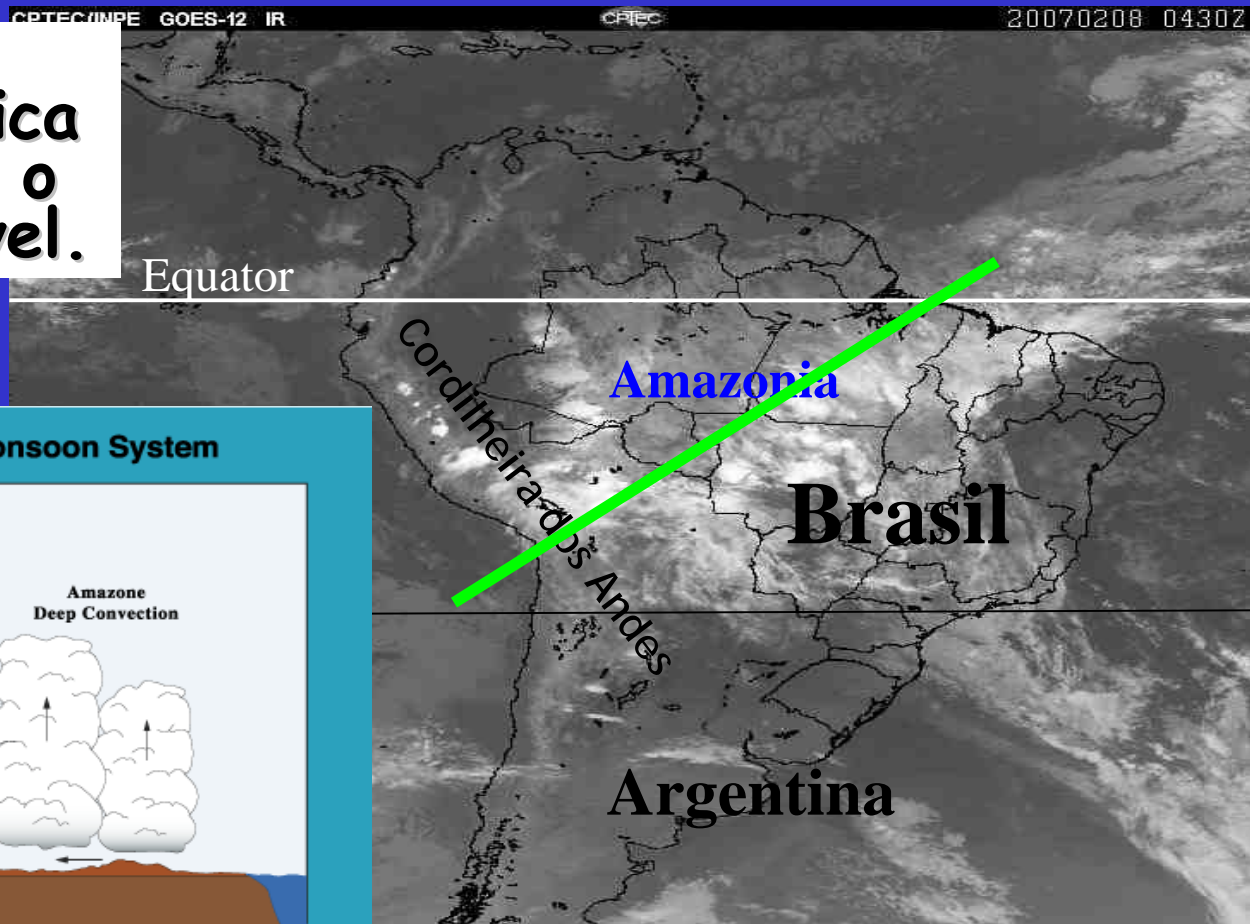 CPTEC/INPE GOES-12 IR
CPTEC
20070208 0430Z
ica
o
vel.
Equator
Cordilheira dos Andes
Amazonia
Brasil
Argentina
onsoon System
Amazone
Deep Convection